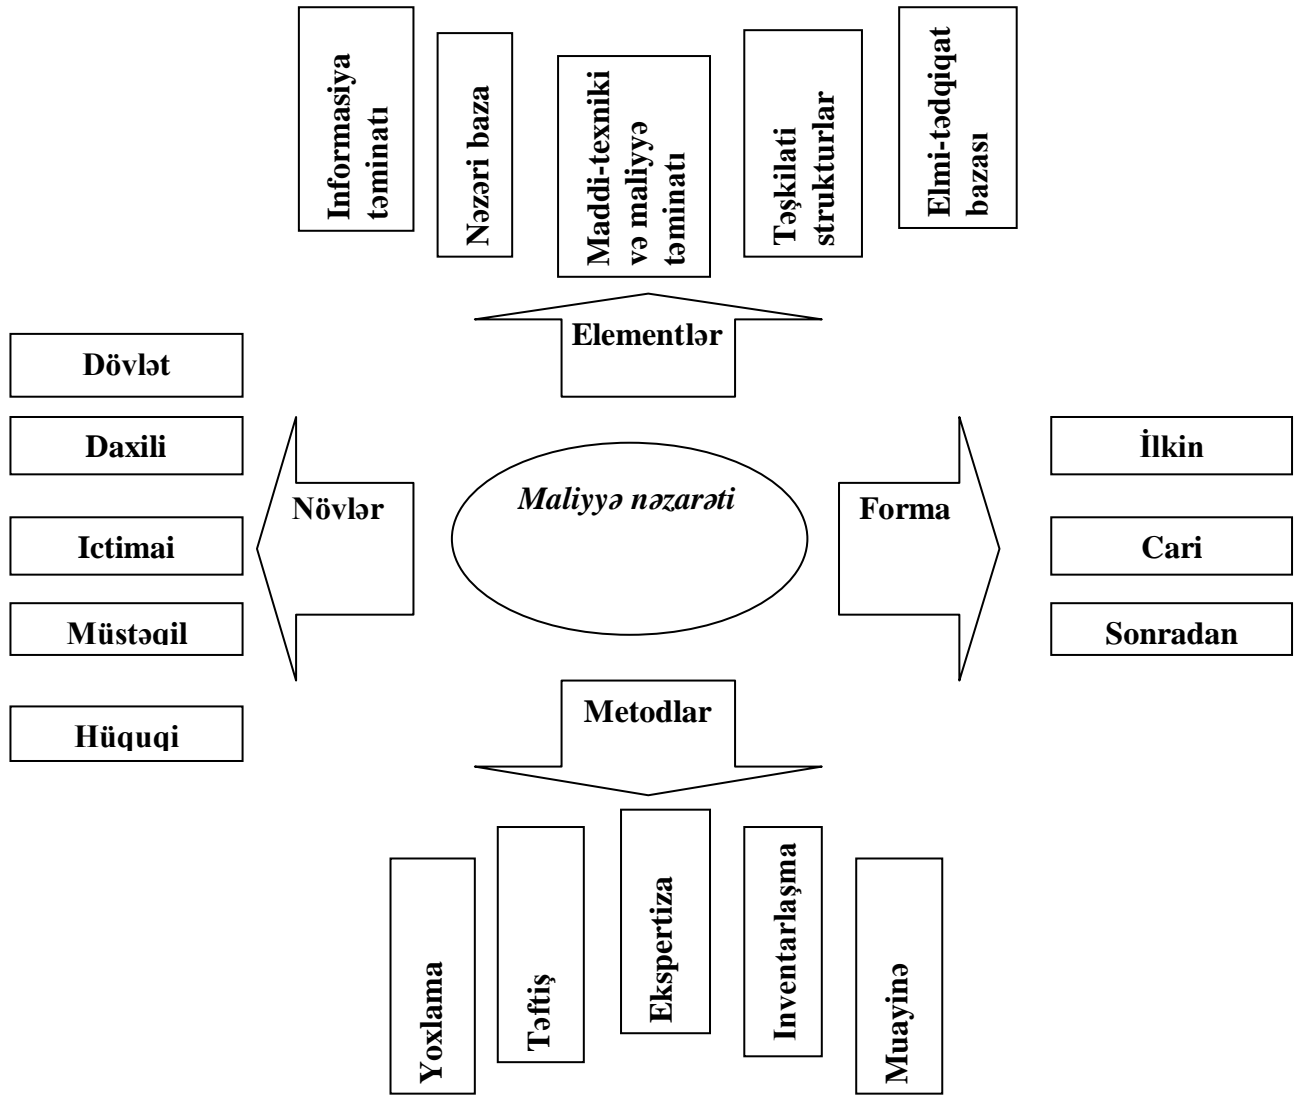 Informasiya
təminatı
Nəzəri baza
Maddi-texniki
və maliyyə
təminatı
Təşkilati
strukturlar
Elmi-tədqiqat
bazası
Elementlər
Dövlət
Daxili
Ictimai
Müstəqil
Hüquqi
Növlər
Maliyyə nəzarəti
Forma
İlkin
Cari
Sonradan
Metodlar
Yoxlama
Təftiş
Ekspertiza
Inventarlaşma
Muayinə